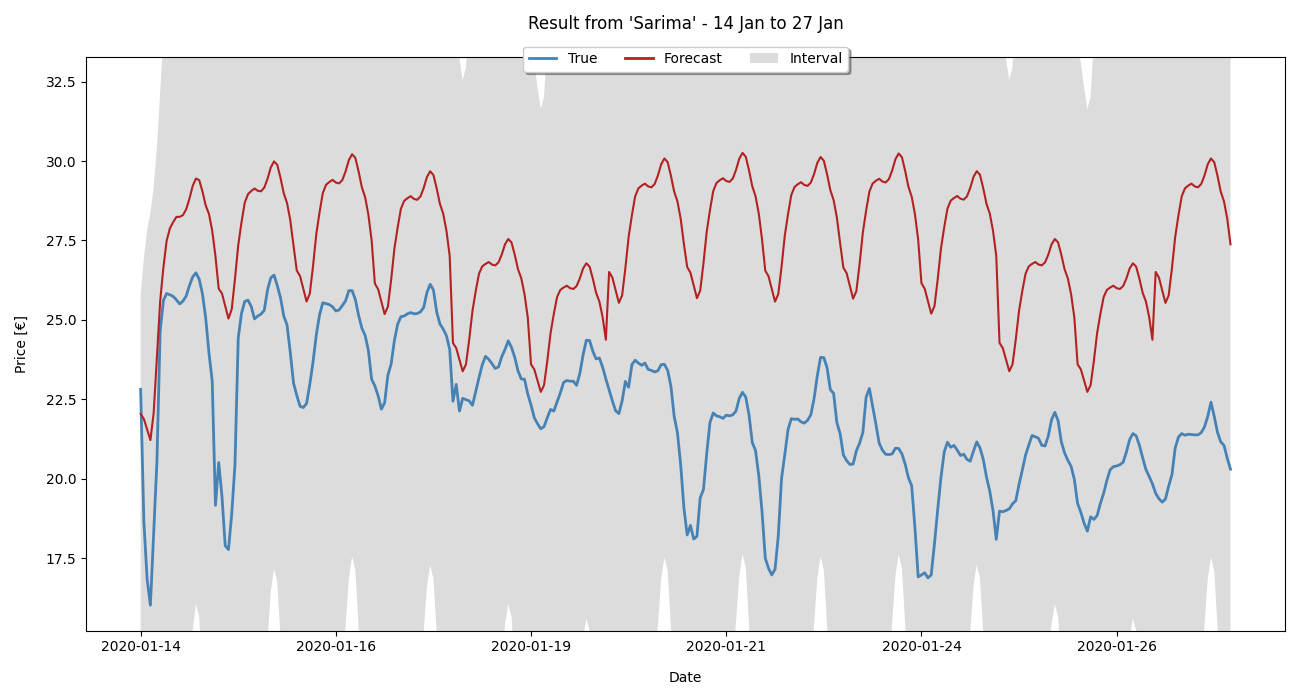 Result from 'Sarima' - 14 Jan to 27 Jan
True Forecast Interval
32.5
30.0
27.5
25.0
22.5
20.0
17.5
Price [€]
2020-01-14 2020-01-16 2020-01-19 2020-01-21 2020-01-24 2020-01-26
Date